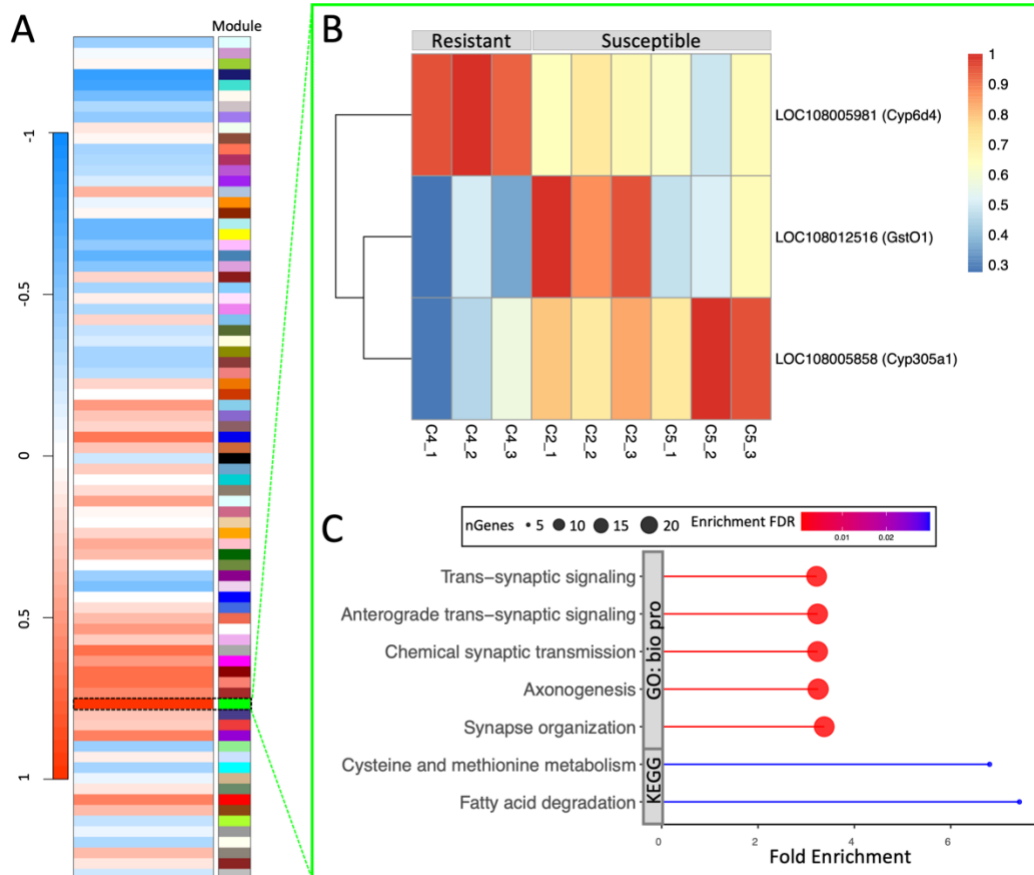 A
Module
-1
-0.5
0
0.5
1
B
Resistant
Susceptible
LOC108005981 (Cyp6d4)
LOC108012516 (GstO1)
LOC108005858 (Cyp305a1)
C4_1
C4_2
C4_3
C2_1
C2_2
C2_3
C5_1
C5_2
C5_3
1
0.9
0.8
0.7
0.6
0.5
0.4
0.3
C
nGenes 5 10 15 20 Enrichment FDR 0.01 0.02
GO: bio pro
Trans−synaptic signaling
Anterograde trans−synaptic signaling
Chemical synaptic transmission
Axonogenesis
Synapse organization
KEGG
Cysteine and methionine metabolism
Fatty acid degradation
0 2 4 6
Fold Enrichment